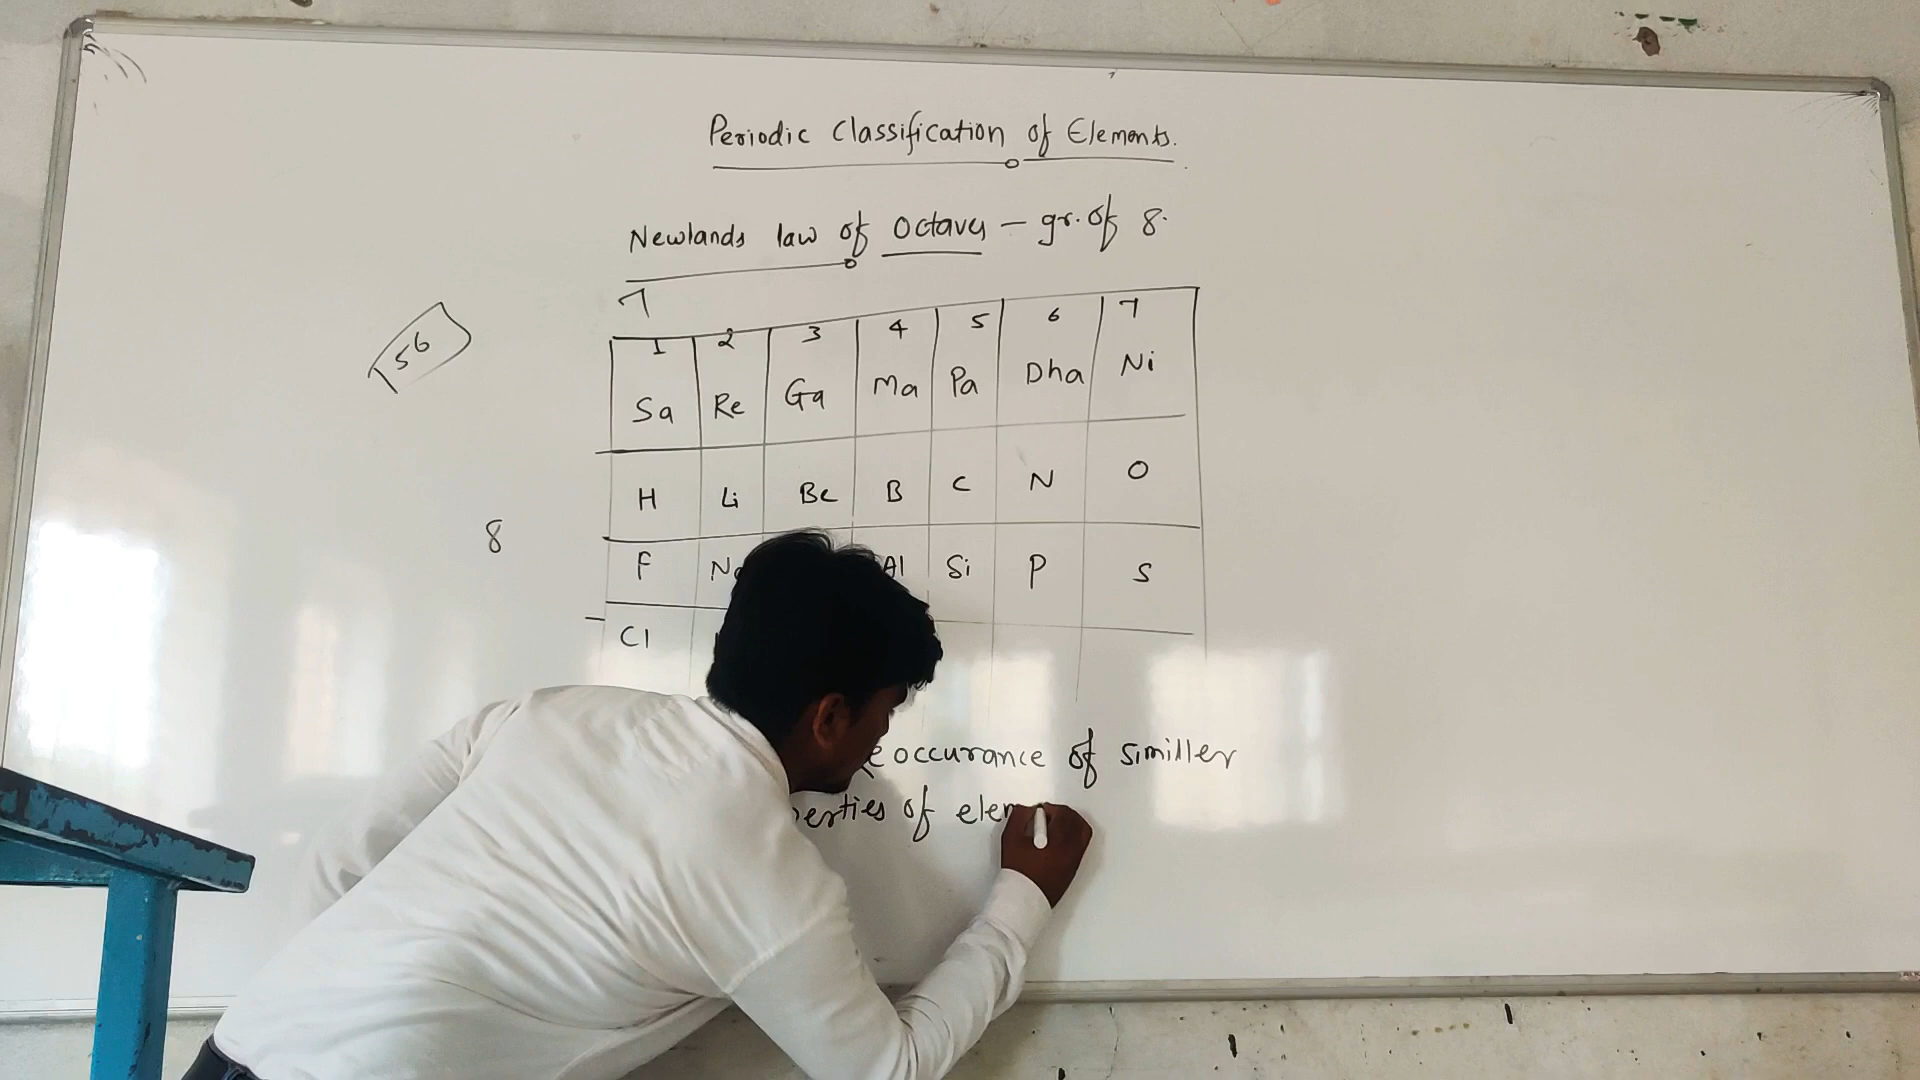 Periodic Classification of Elements.
Newlands law of Octaves – gr. of 8.
7
56
1 2 3 4 5 6 7
Sa Re Ga Ma Pa Dha Ni
H Li Be B C N O
8
F Al Si P S
Cl
occurance of similler
of